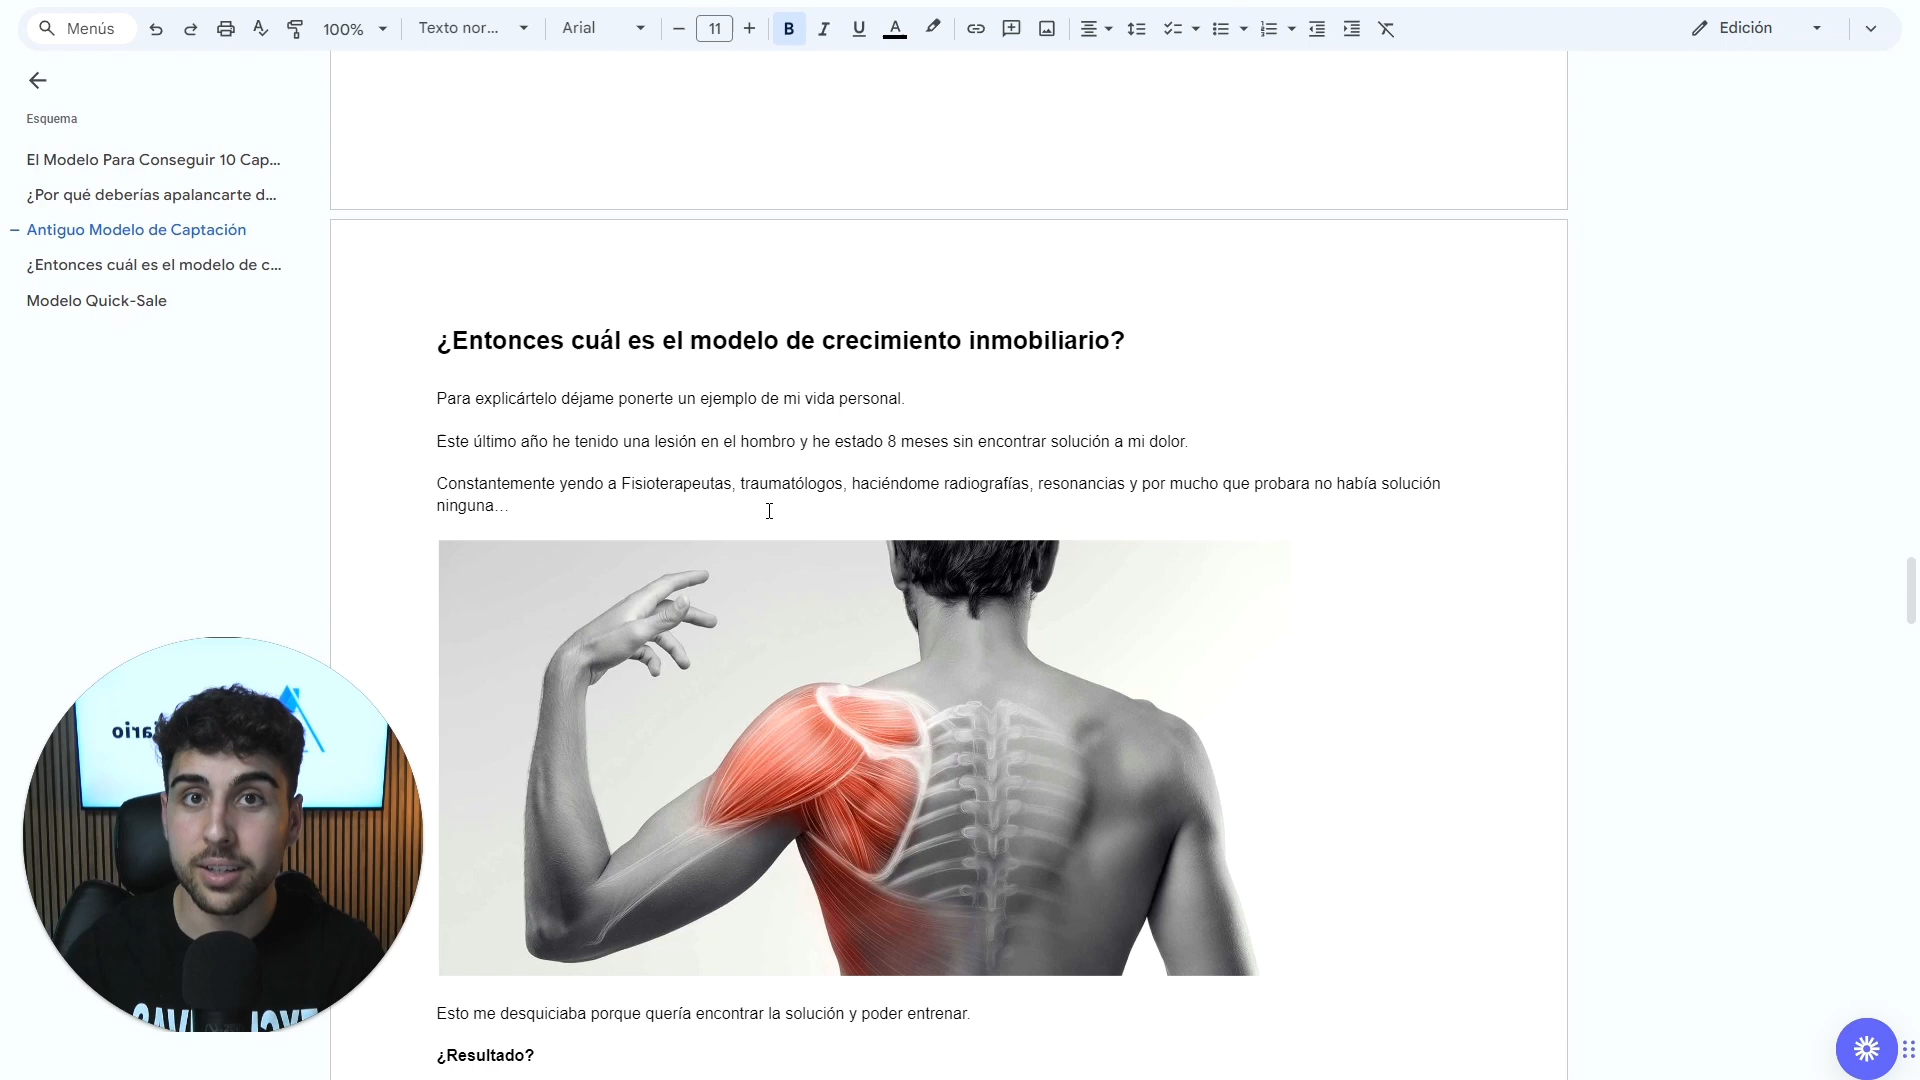 Menús
100%
Texto nor...
Arial
11
B
Edición
Esquema
El Modelo Para Conseguir 10 Cap...
¿Por qué deberías apalancarte d...
Antiguo Modelo de Captación
¿Entonces cuál es el modelo de c...
Modelo Quick-Sale
¿Entonces cuál es el modelo de crecimiento inmobiliario?
Para explicártelo déjame ponerte un ejemplo de mi vida personal.
Este último año he tenido una lesión en el hombro y he estado 8 meses sin encontrar solución a mi dolor.
Constantemente yendo a Fisioterapeutas, traumatólogos, haciéndome radiografías, resonancias y por mucho que probara no había solución
ninguna…
Esto me desquiciaba porque quería encontrar la solución y poder entrenar.
¿Resultado?